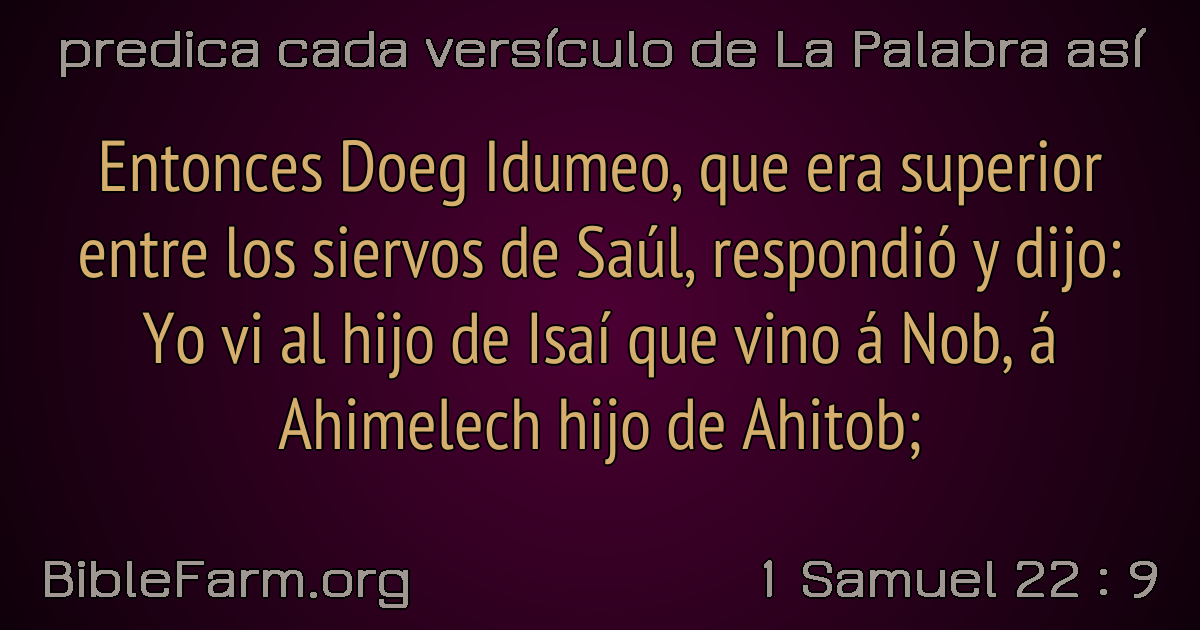 predica cada versículo de La Palabra así
Entonces Doeg Idumeo, que era superior
entre los siervos de Saúl, respondió y dijo:
Yo vi al hijo de Isaí que vino á Nob, á
Ahimelech hijo de Ahitob;
BibleFarm.org
1 Samuel 22 : 9